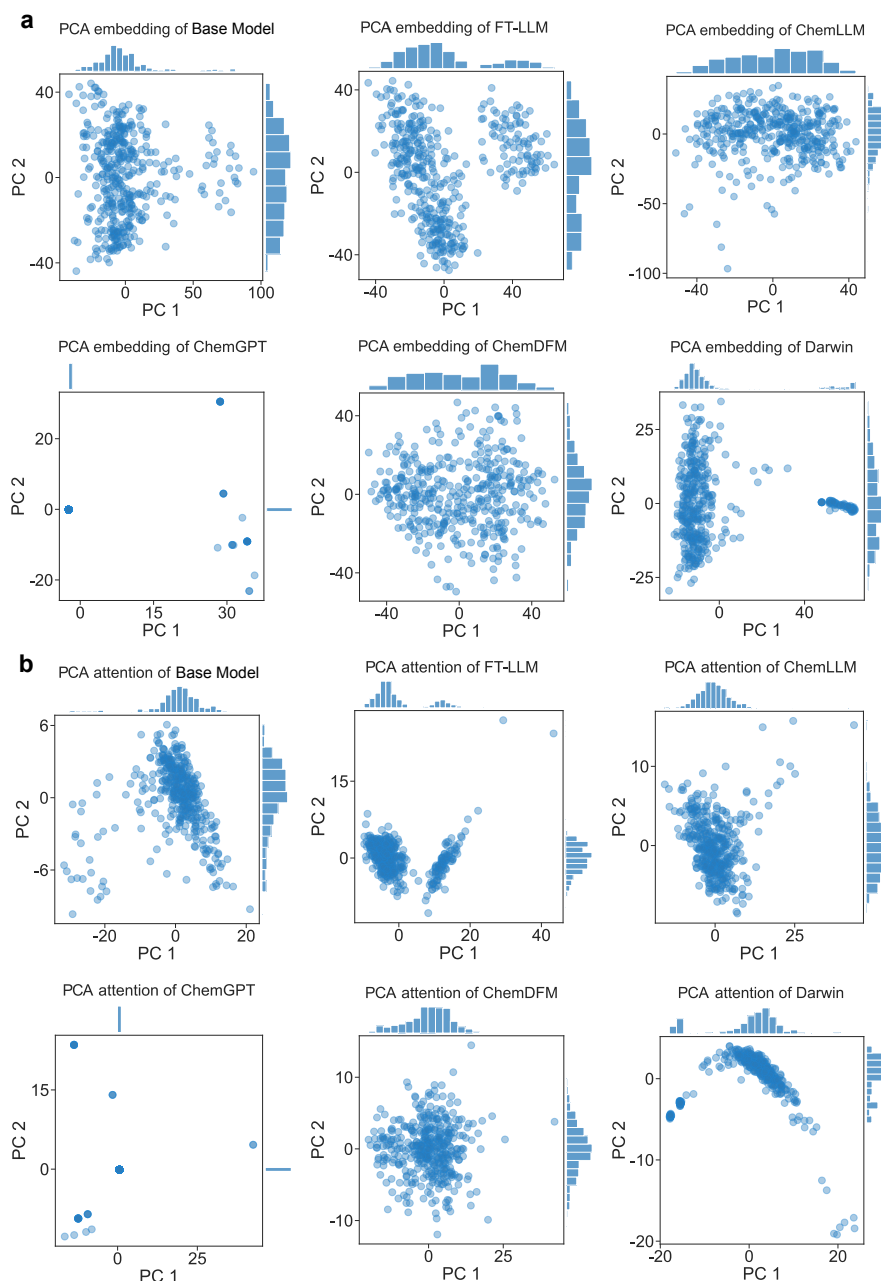 a
PCA embedding of Base Model
PCA embedding of FT-LLM
PCA embedding of ChemLLM
40
0
-40
PC 2
0
50
100
PC 1
40
0
-40
PC 2
-40
0
40
PC 1
0
-50
-100
PC 2
-40
0
40
PC 1
PCA embedding of ChemGPT
PCA embedding of ChemDFM
PCA embedding of Darwin
20
0
-20
PC 2
0
15
30
PC 1
40
0
-40
PC 2
-40
0
40
PC 1
25
0
-25
PC 2
0
40
PC 1
b
PCA attention of Base Model
PCA attention of FT-LLM
PCA attention of ChemLLM
6
0
-6
PC 2
-20
0
21
PC 1
15
0
PC 2
0
20
40
PC 1
15
0
PC 2
0
25
PC 1
PCA attention of ChemGPT
PCA attention of ChemDFM
PCA attention of Darwin
15
0
PC 2
0
25
PC 1
10
0
-10
PC 2
0
25
PC 1
0
-10
-20
PC 2
-20
0
20
PC 1